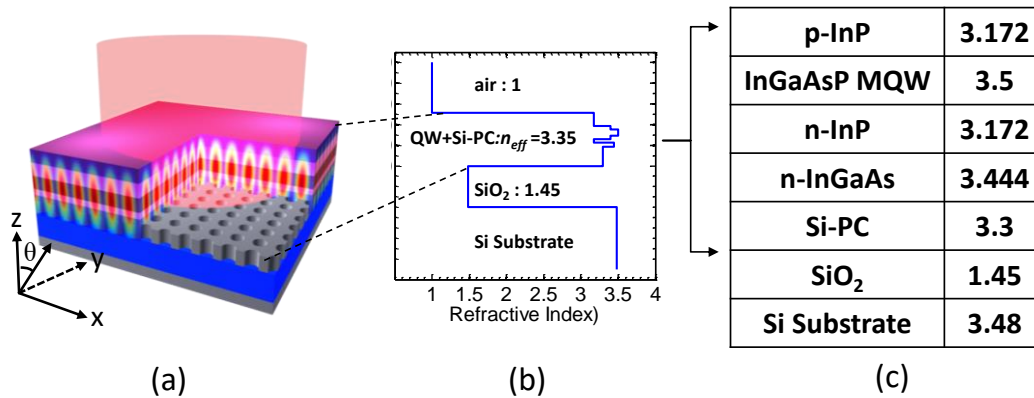 z
θ
y
x
(a)
air : 1
QW+Si-PC:neff =3.35
SiO2 : 1.45
Si Substrate
1 1.5 2 2.5 3 3.5 4
Refractive Index)
(b)
p-InP 3.172
InGaAsP MQW 3.5
n-InP 3.172
n-InGaAs 3.444
Si-PC 3.3
SiO2 1.45
Si Substrate 3.48
(c)